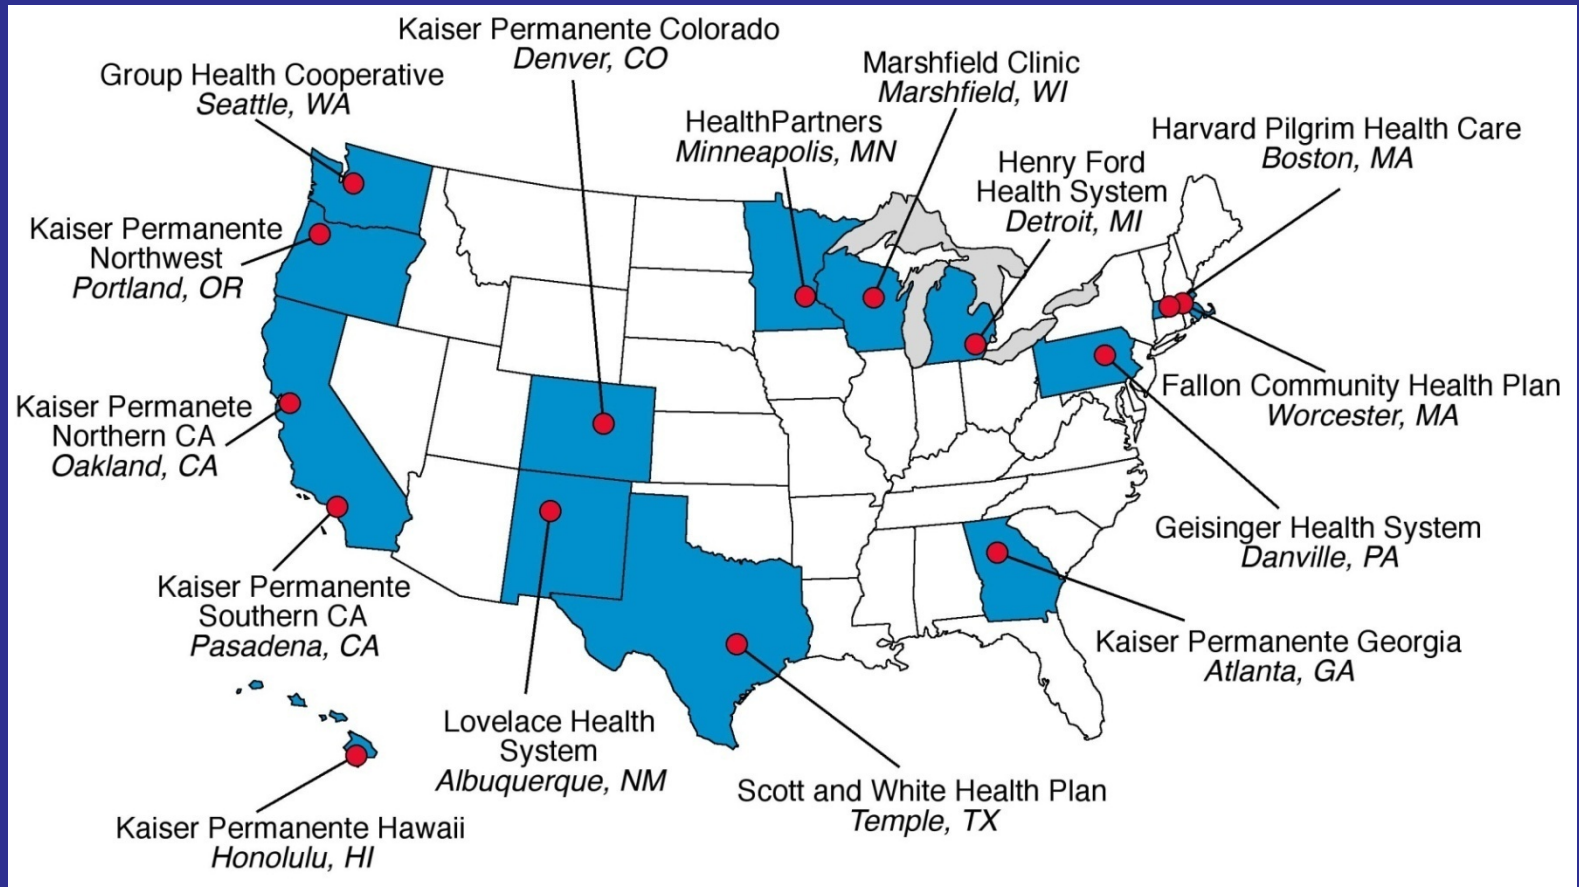 Kaiser Permanente Colorado
Denver, CO
Group Health Cooperative
Seattle, WA
Marshfield Clinic
Marshfield, WI
HealthPartners
Minneapolis, MN
Harvard Pilgrim Health Care
Boston, MA
Henry Ford
Health System
Detroit, MI
Kaiser Permanente
Northwest
Portland, OR
Kaiser Permanete
Northern CA
Oakland, CA
Fallon Community Health Plan
Worcester, MA
Geisinger Health System
Danville, PA
Kaiser Permanente
Southern CA
Pasadena, CA
Kaiser Permanente Georgia
Atlanta, GA
Lovelace Health
System
Albuquerque, NM
Scott and White Health Plan
Temple, TX
Kaiser Permanente Hawaii
Honolulu, HI